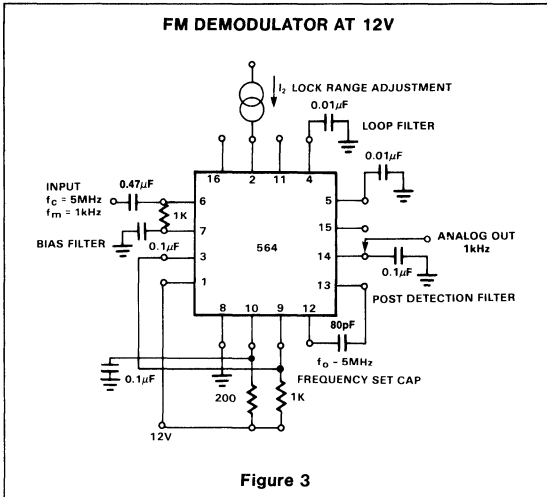 FM DEMODULATOR AT 12V
I₂ LOCK RANGE ADJUSTMENT
0.01μF
LOOP FILTER
0.01μF
16 2 11 4
INPUT
fc = 5MHz
fm = 1kHz
0.47μF
1K
6
5
BIAS FILTER
7
15
0.1μF
564
ANALOG OUT
1kHz
3
14
0.1μF
1
13
POST DETECTION FILTER
8 10 9 12
80pF
fo - 5MHz
0.1μF
FREQUENCY SET CAP
200
1K
12V
Figure 3